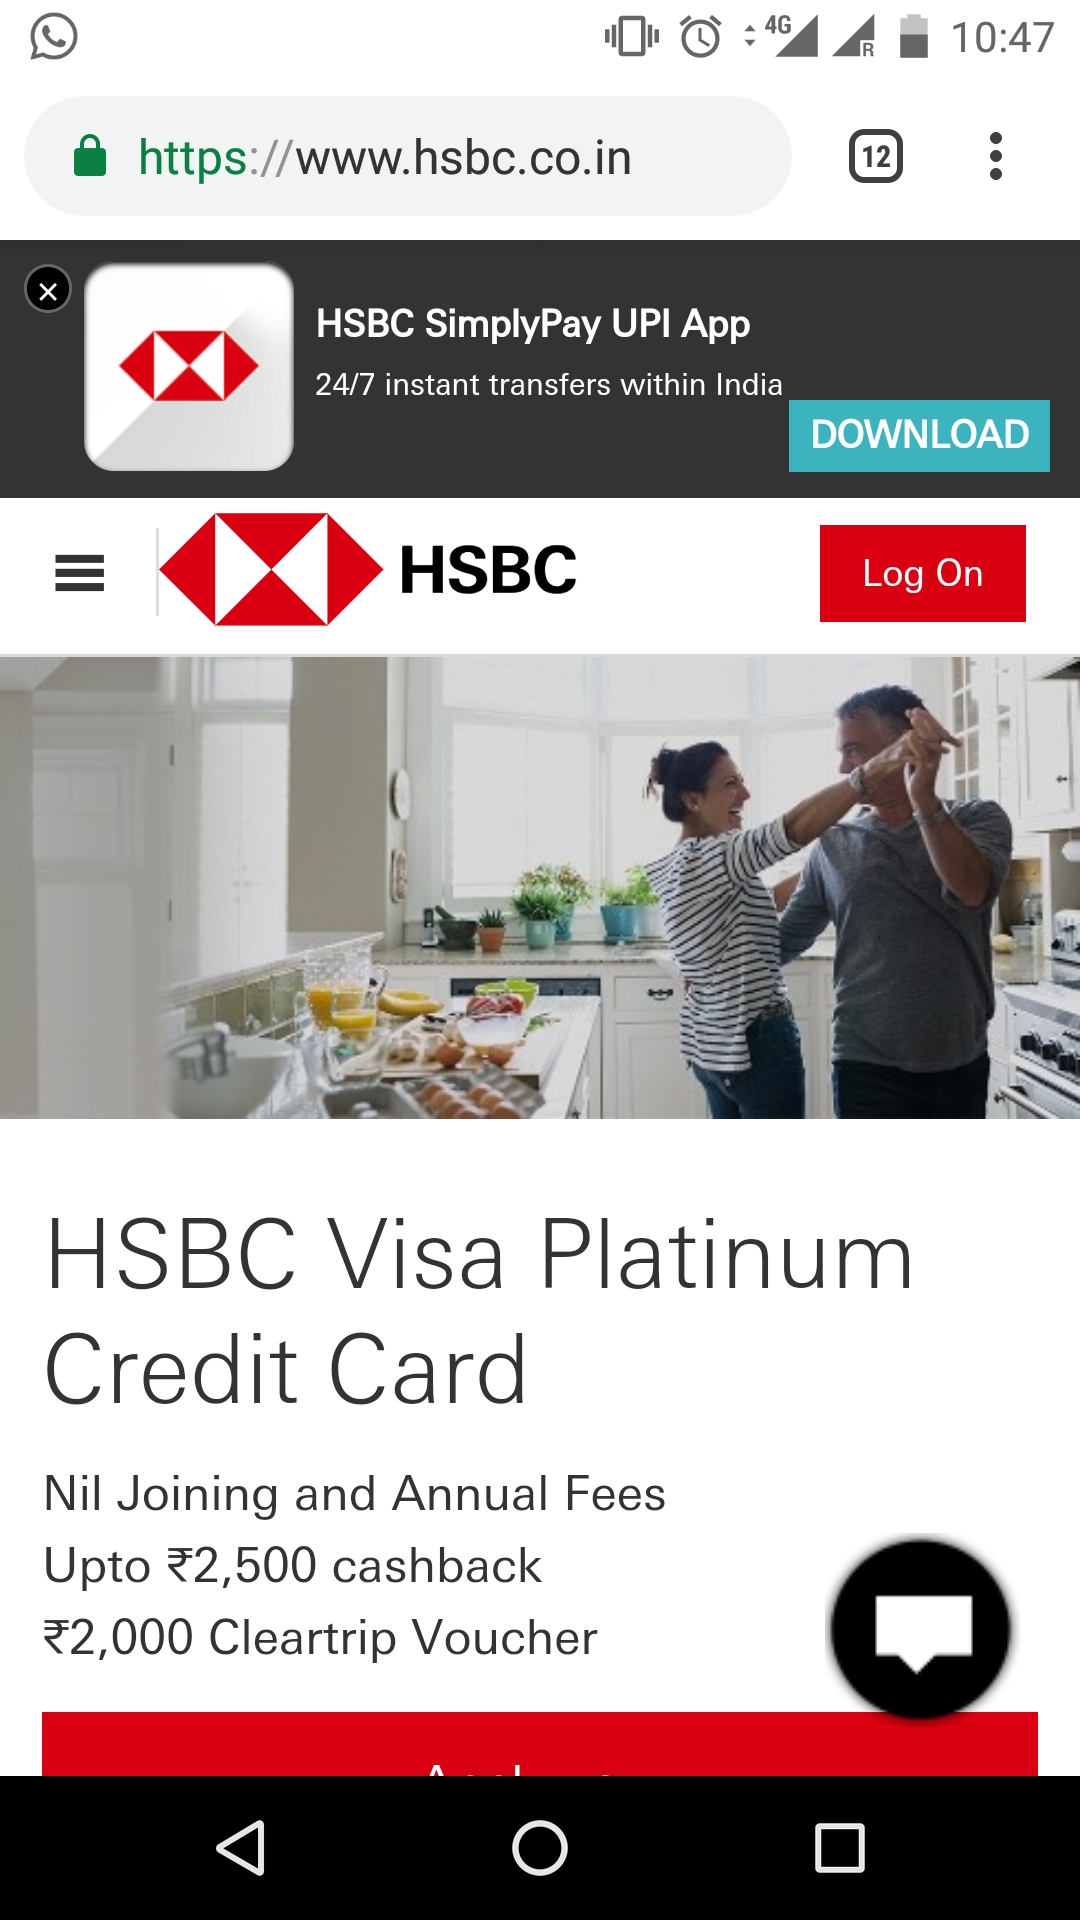 4G R 10:47
https://www.hsbc.co.in
12
HSBC SimplyPay UPI App
24/7 instant transfers within India
DOWNLOAD
HSBC
Log On
HSBC Visa Platinum
Credit Card
Nil Joining and Annual Fees
Upto ₹2,500 cashback
₹2,000 Cleartrip Voucher